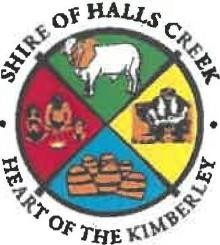 SHIRE OF HALLS CREEK
HEART OF THE KIMBERLEY